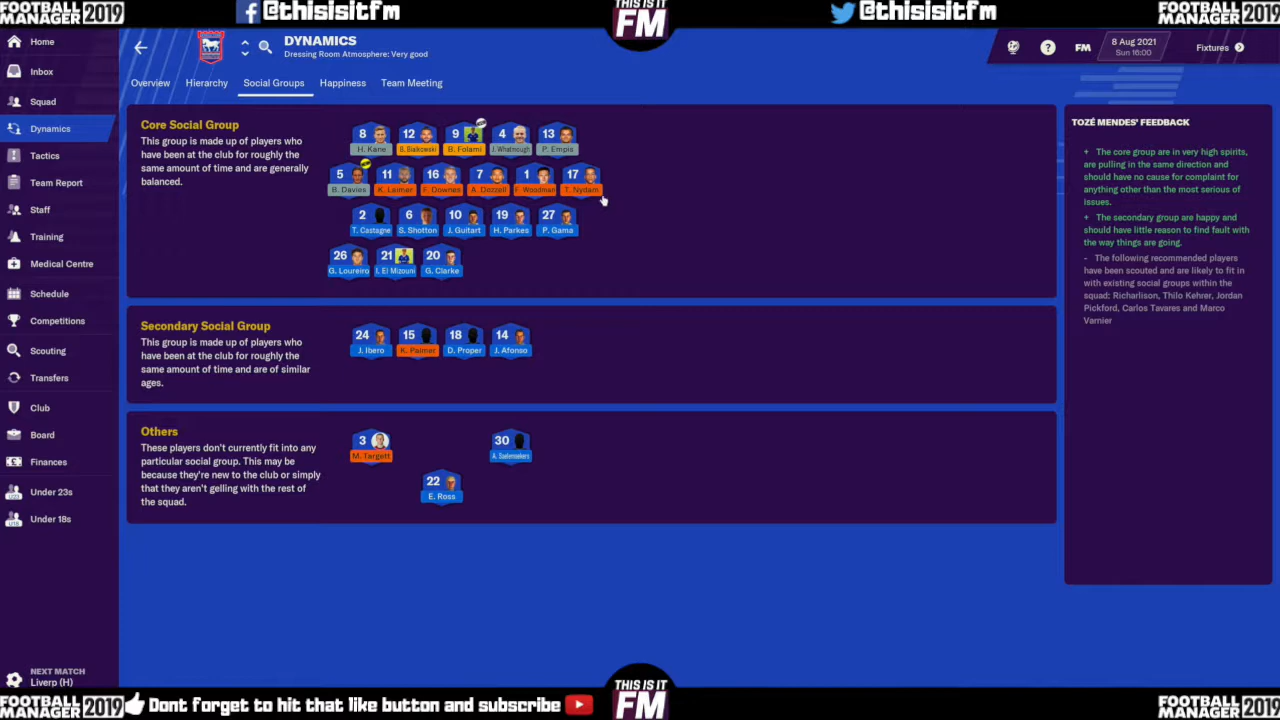 FOOTBALL MANAGER 2019
@thisisitfm
THIS IS IT FM
@thisisitfm
FOOTBALL MANAGER 2019
DYNAMICS
Dressing Room Atmosphere: Very good
FM
8 Aug 2021
Sun 16:00
Fixtures
Home
Inbox
Squad
Dynamics
Tactics
Team Report
Staff
Training
Medical Centre
Schedule
Competitions
Scouting
Transfers
Club
Board
Finances
Under 23s
Under 18s
NEXT MATCH
Liverp (H)
Overview
Hierarchy
Social Groups
Happiness
Team Meeting
Core Social Group
This group is made up of players who
have been at the club for roughly the
same amount of time and are generally
balanced.
8 12 9 4 13
H. Kane B. Bialkowski B. Folami J. Whatmough P. Empis
5 11 16 7 1 17
B. Davies K. Laimer F. Downes A. Dozzell F. Woodman T. Nydam
2 6 10 19 27
T. Castagne S. Shotton J. Guitart H. Parkes P. Gama
26 21 20
G. Loureiro I. El Mizouni G. Clarke
Secondary Social Group
This group is made up of players who
have been at the club for roughly the
same amount of time and are of similar
ages.
24 15 18 14
J. Ibero K. Palmer D. Proper J. Afonso
Others
These players don't currently fit into any
particular social group. This may be
because they're new to the club or simply
that they aren't gelling with the rest of
the squad.
3 30
M. Targett A. Saelemaekers
22
E. Ross
TOZÉ MENDES' FEEDBACK
+ The core group are in very high spirits,
are pulling in the same direction and
should have no cause for complaint for
anything other than the most serious of
issues.
+ The secondary group are happy and
should have little reason to find fault with
the way things are going.
- The following recommended players
have been scouted and are likely to fit in
with existing social groups within the
squad: Richarlison, Thilo Kehrer, Jordan
Pickford, Carlos Tavares and Marco
Varnier
FOOTBALL MANAGER 2019
Dont forget to hit that like button and subscribe
THIS IS IT FM
FOOTBALL MANAGER 2019